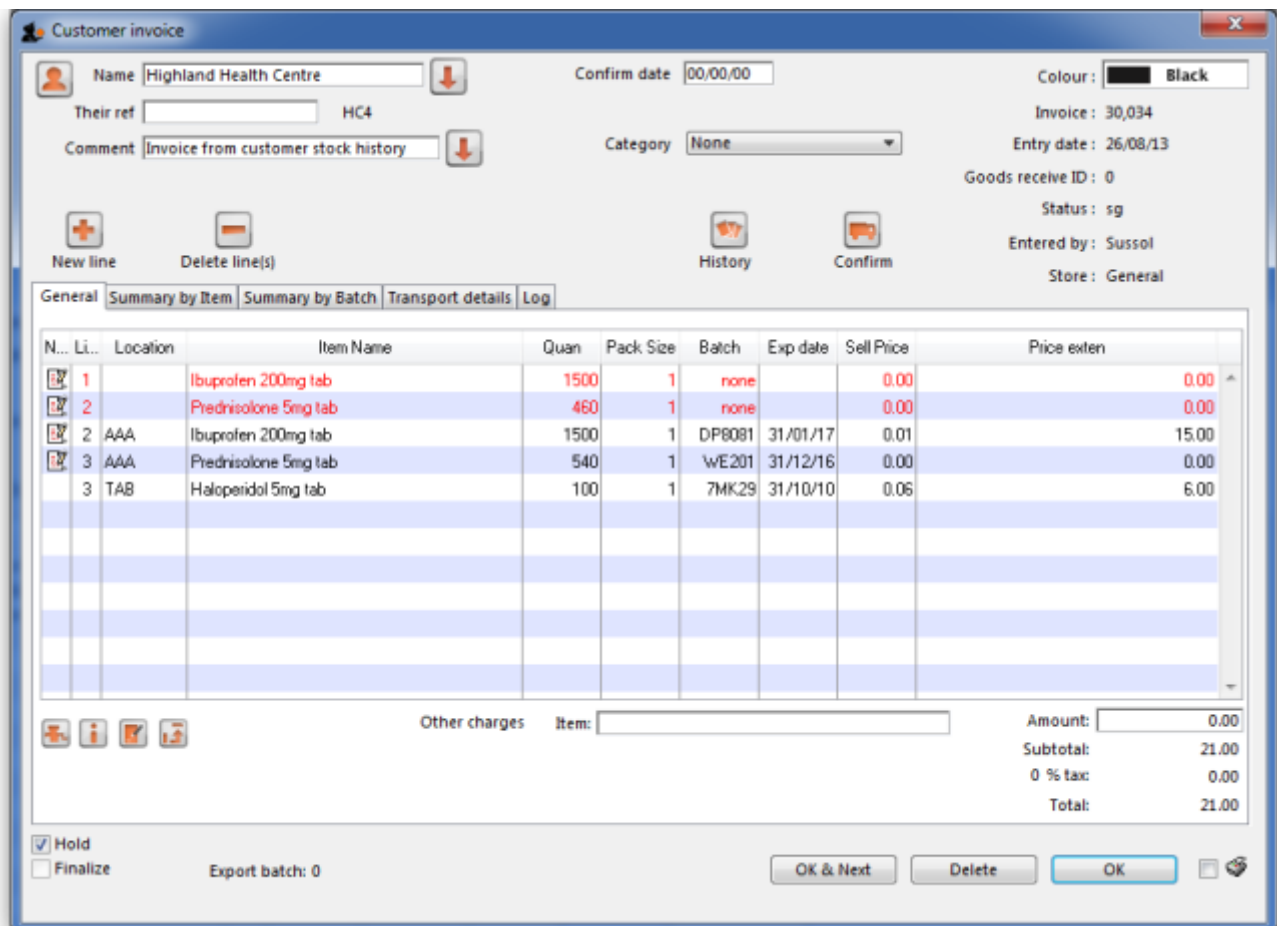 Customer invoice
Name Highland Health Centre Confirm date 00/00/00 Colour : Black
Their ref HC4 Invoice : 30,034
Comment Invoice from customer stock history Category None Entry date : 26/08/13
Goods receive ID : 0
Status : sg
New line Delete line(s) History Confirm Entered by : Sussol
Store : General
General Summary by Item Summary by Batch Transport details Log
N... Li... Location Item Name Quan Pack Size Batch Exp date Sell Price Price exten
1 Ibuprofen 200mg tab 1500 1 none 0.00 0.00
2 Prednisolone 5mg tab 460 1 none 0.00 0.00
2 AAA Ibuprofen 200mg tab 1500 1 DP8081 31/01/17 0.01 15.00
3 AAA Prednisolone 5mg tab 540 1 WE201 31/12/16 0.00 0.00
3 TAB Haloperidol 5mg tab 100 1 7MK29 31/10/10 0.06 6.00
Other charges Item: Amount: 0.00
Subtotal: 21.00
0 % tax: 0.00
Total: 21.00
Hold
Finalize Export batch: 0 OK & Next Delete OK